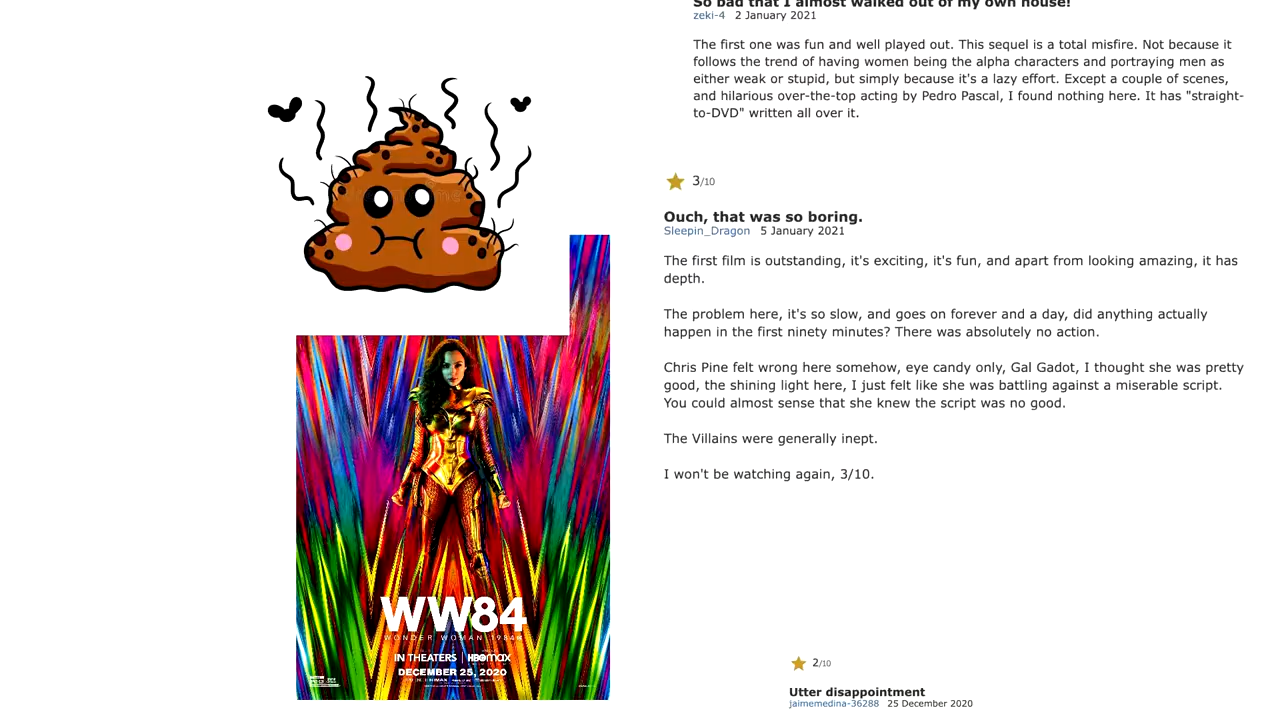 So bad that I almost walked out of my own house!
zeki-4 2 January 2021
The first one was fun and well played out. This sequel is a total misfire. Not because it
follows the trend of having women being the alpha characters and portraying men as
either weak or stupid, but simply because it's a lazy effort. Except a couple of scenes,
and hilarious over-the-top acting by Pedro Pascal, I found nothing here. It has "straight-
to-DVD" written all over it.
3/10
Ouch, that was so boring.
Sleepin_Dragon 5 January 2021
The first film is outstanding, it's exciting, it's fun, and apart from looking amazing, it has
depth.
The problem here, it's so slow, and goes on forever and a day, did anything actually
happen in the first ninety minutes? There was absolutely no action.
Chris Pine felt wrong here somehow, eye candy only, Gal Gadot, I thought she was pretty
good, the shining light here, I just felt like she was battling against a miserable script.
You could almost sense that she knew the script was no good.
The Villains were generally inept.
I won't be watching again, 3/10.
WW84
WONDER WOMAN 1984
IN THEATERS | HBOmax
DECEMBER 25, 2020
2/10
Utter disappointment
jaimemedina-36288 25 December 2020